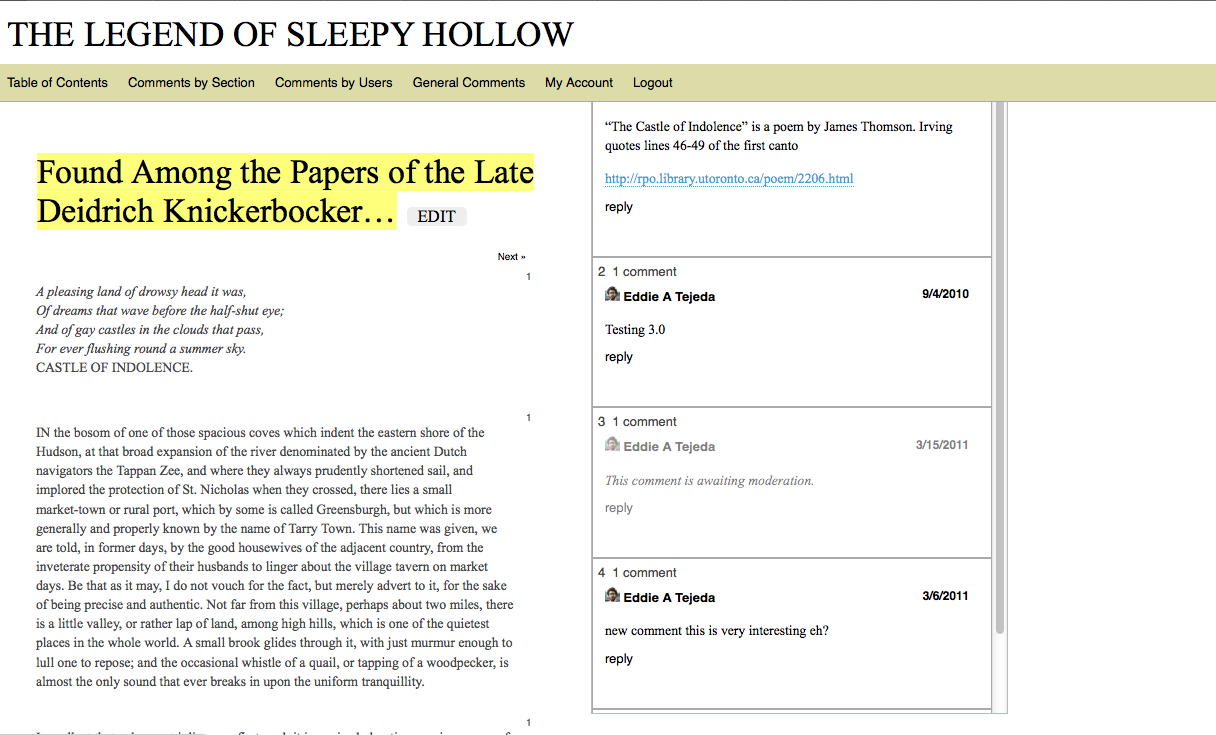 THE LEGEND OF SLEEPY HOLLOW
Table of Contents Comments by Section Comments by Users General Comments My Account Logout
Found Among the Papers of the Late
Deidrich Knickerbocker… EDIT
Next »
1
A pleasing land of drowsy head it was,
Of dreams that wave before the half-shut eye;
And of gay castles in the clouds that pass,
For ever flushing round a summer sky.
CASTLE OF INDOLENCE.
1
IN the bosom of one of those spacious coves which indent the eastern shore of the
Hudson, at that broad expansion of the river denominated by the ancient Dutch
navigators the Tappan Zee, and where they always prudently shortened sail, and
implored the protection of St. Nicholas when they crossed, there lies a small
market-town or rural port, which by some is called Greensburgh, but which is more
generally and properly known by the name of Tarry Town. This name was given, we
are told, in former days, by the good housewives of the adjacent country, from the
inveterate propensity of their husbands to linger about the village tavern on market
days. Be that as it may, I do not vouch for the fact, but merely advert to it, for the sake
of being precise and authentic. Not far from this village, perhaps about two miles, there
is a little valley, or rather lap of land, among high hills, which is one of the quietest
places in the whole world. A small brook glides through it, with just murmur enough to
lull one to repose; and the occasional whistle of a quail, or tapping of a woodpecker, is
almost the only sound that ever breaks in upon the uniform tranquillity.
1
“The Castle of Indolence” is a poem by James Thomson. Irving
quotes lines 46-49 of the first canto
http://rpo.library.utoronto.ca/poem/2206.html
reply
2 1 comment
Eddie A Tejeda 9/4/2010
Testing 3.0
reply
3 1 comment
Eddie A Tejeda 3/15/2011
This comment is awaiting moderation.
reply
4 1 comment
Eddie A Tejeda 3/6/2011
new comment this is very interesting eh?
reply